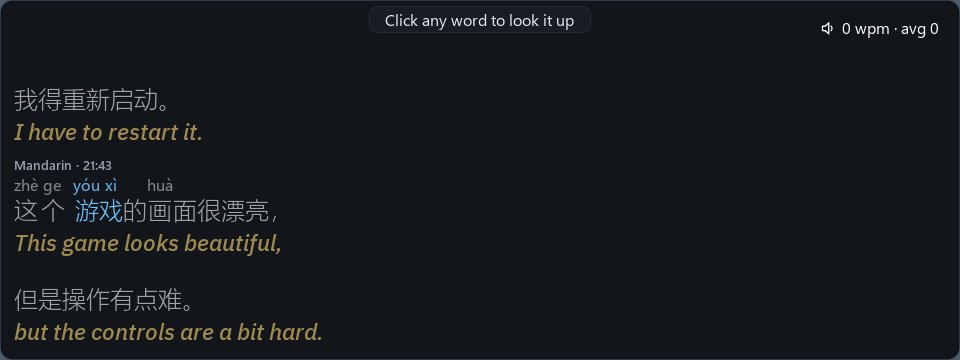 Click any word to look it up
0 wpm · avg 0
我得重新启动。
I have to restart it.
Mandarin · 21:43
zhè ge yóu xì huà
这个 游戏的画面很漂亮，
This game looks beautiful,
但是操作有点难。
but the controls are a bit hard.